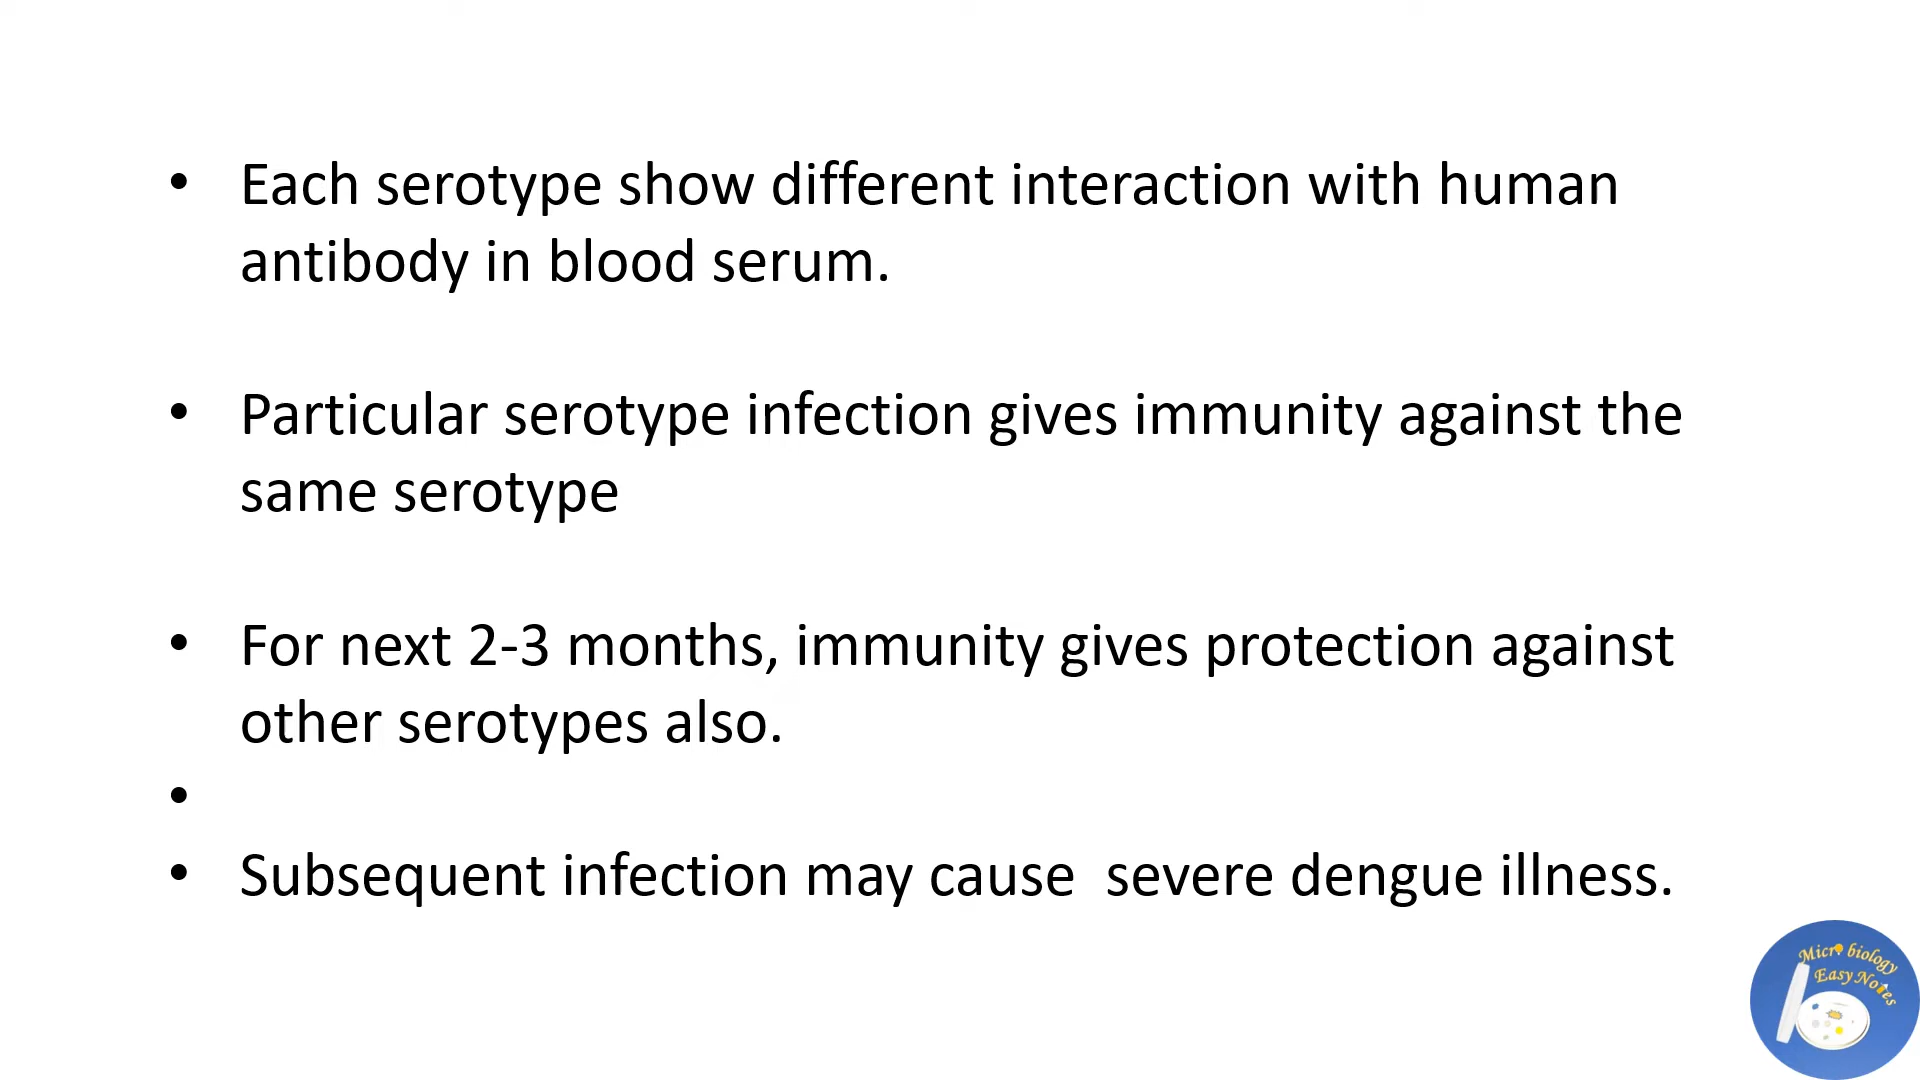 • Each serotype show different interaction with human
antibody in blood serum.
• Particular serotype infection gives immunity against the
same serotype
• For next 2-3 months, immunity gives protection against
other serotypes also.
•
• Subsequent infection may cause  severe dengue illness.
Micro biology
Easy Notes